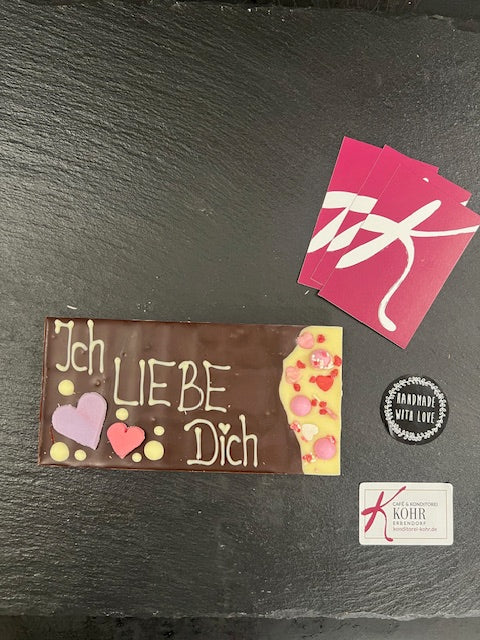 Ich
LIEBE
Dich
K
HANDMADE
WITH LOVE
K
CAFÉ & KONDITOREI
KOHR
ERBENDORF
konditorei-kohr.de